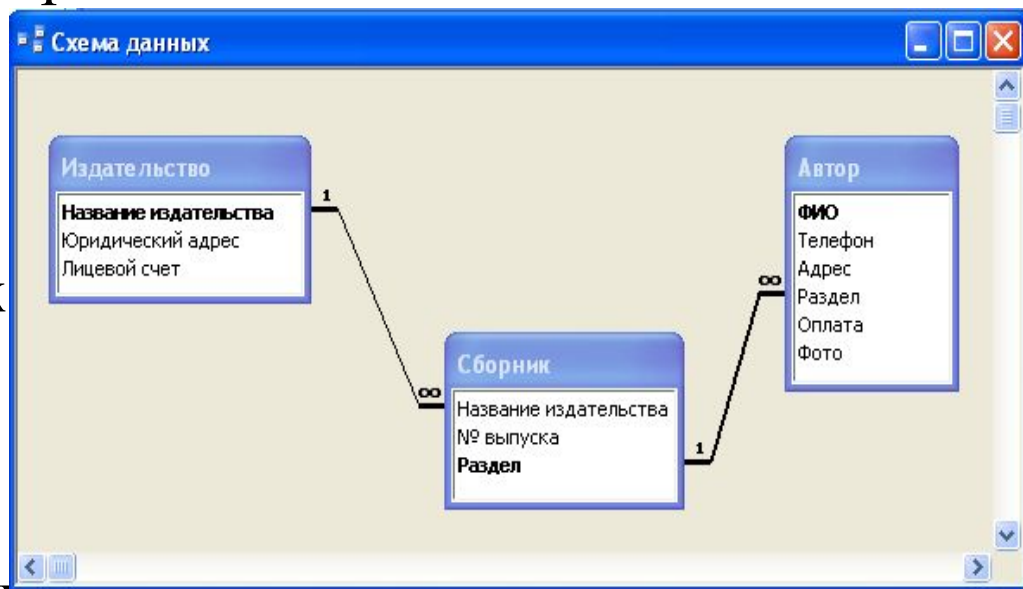 Схема данных
Издательство
Название издательства
Юридический адрес
Лицевой счет
1
∞
Сборник
Название издательства
№ выпуска
Раздел
1
∞
Автор
ФИО
Телефон
Адрес
Раздел
Оплата
Фото